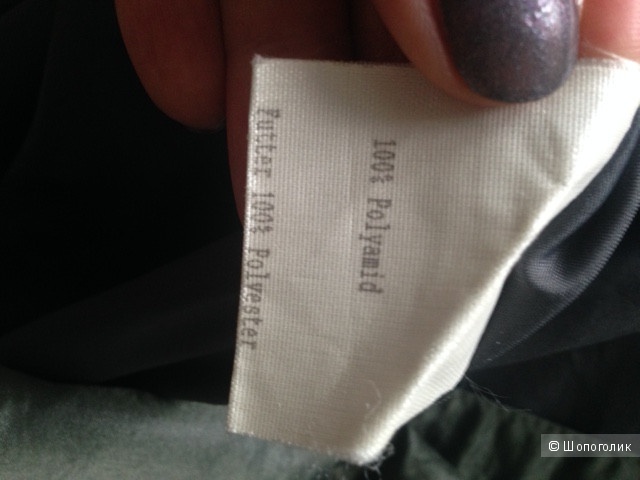 100% Polyamid
Futter 100% Polyester
© Шопоголик